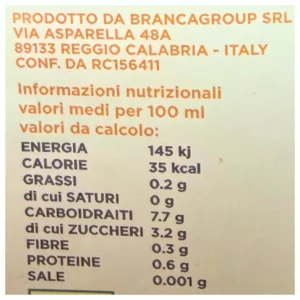 PRODOTTO DA BRANCAGROUP SRL
VIA ASPARELLA 48A
89133 REGGIO CALABRIA - ITALY
CONF. DA RC156411
Informazioni nutrizionali
valori medi per 100 ml
valori da calcolo:
ENERGIA 145 kj
CALORIE 35 kcal
GRASSI 0.2 g
di cui SATURI 0 g
CARBOIDRAITI 7.7 g
di cui ZUCCHERI 3.2 g
FIBRE 0.3 g
PROTEINE 0.6 g
SALE 0.001 g